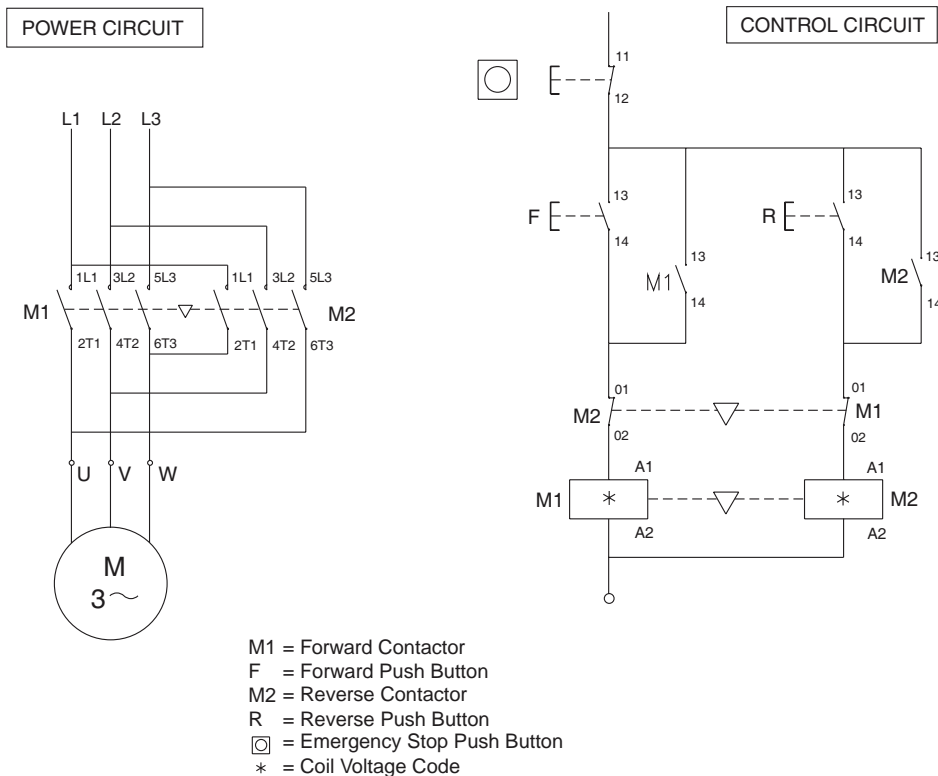 POWER CIRCUIT
CONTROL CIRCUIT
L1 L2 L3
1L1 3L2 5L3 1L1 3L2 5L3
M1 M2
2T1 4T2 6T3 2T1 4T2 6T3
U V W
M
3~
11
12
F 13 14
R 13 14
M1 13 14
M2 13 14
M2 01 02
M1 01 02
M1 * A1 A2
M2 * A1 A2
M1 = Forward Contactor
F = Forward Push Button
M2 = Reverse Contactor
R = Reverse Push Button
= Emergency Stop Push Button
* = Coil Voltage Code